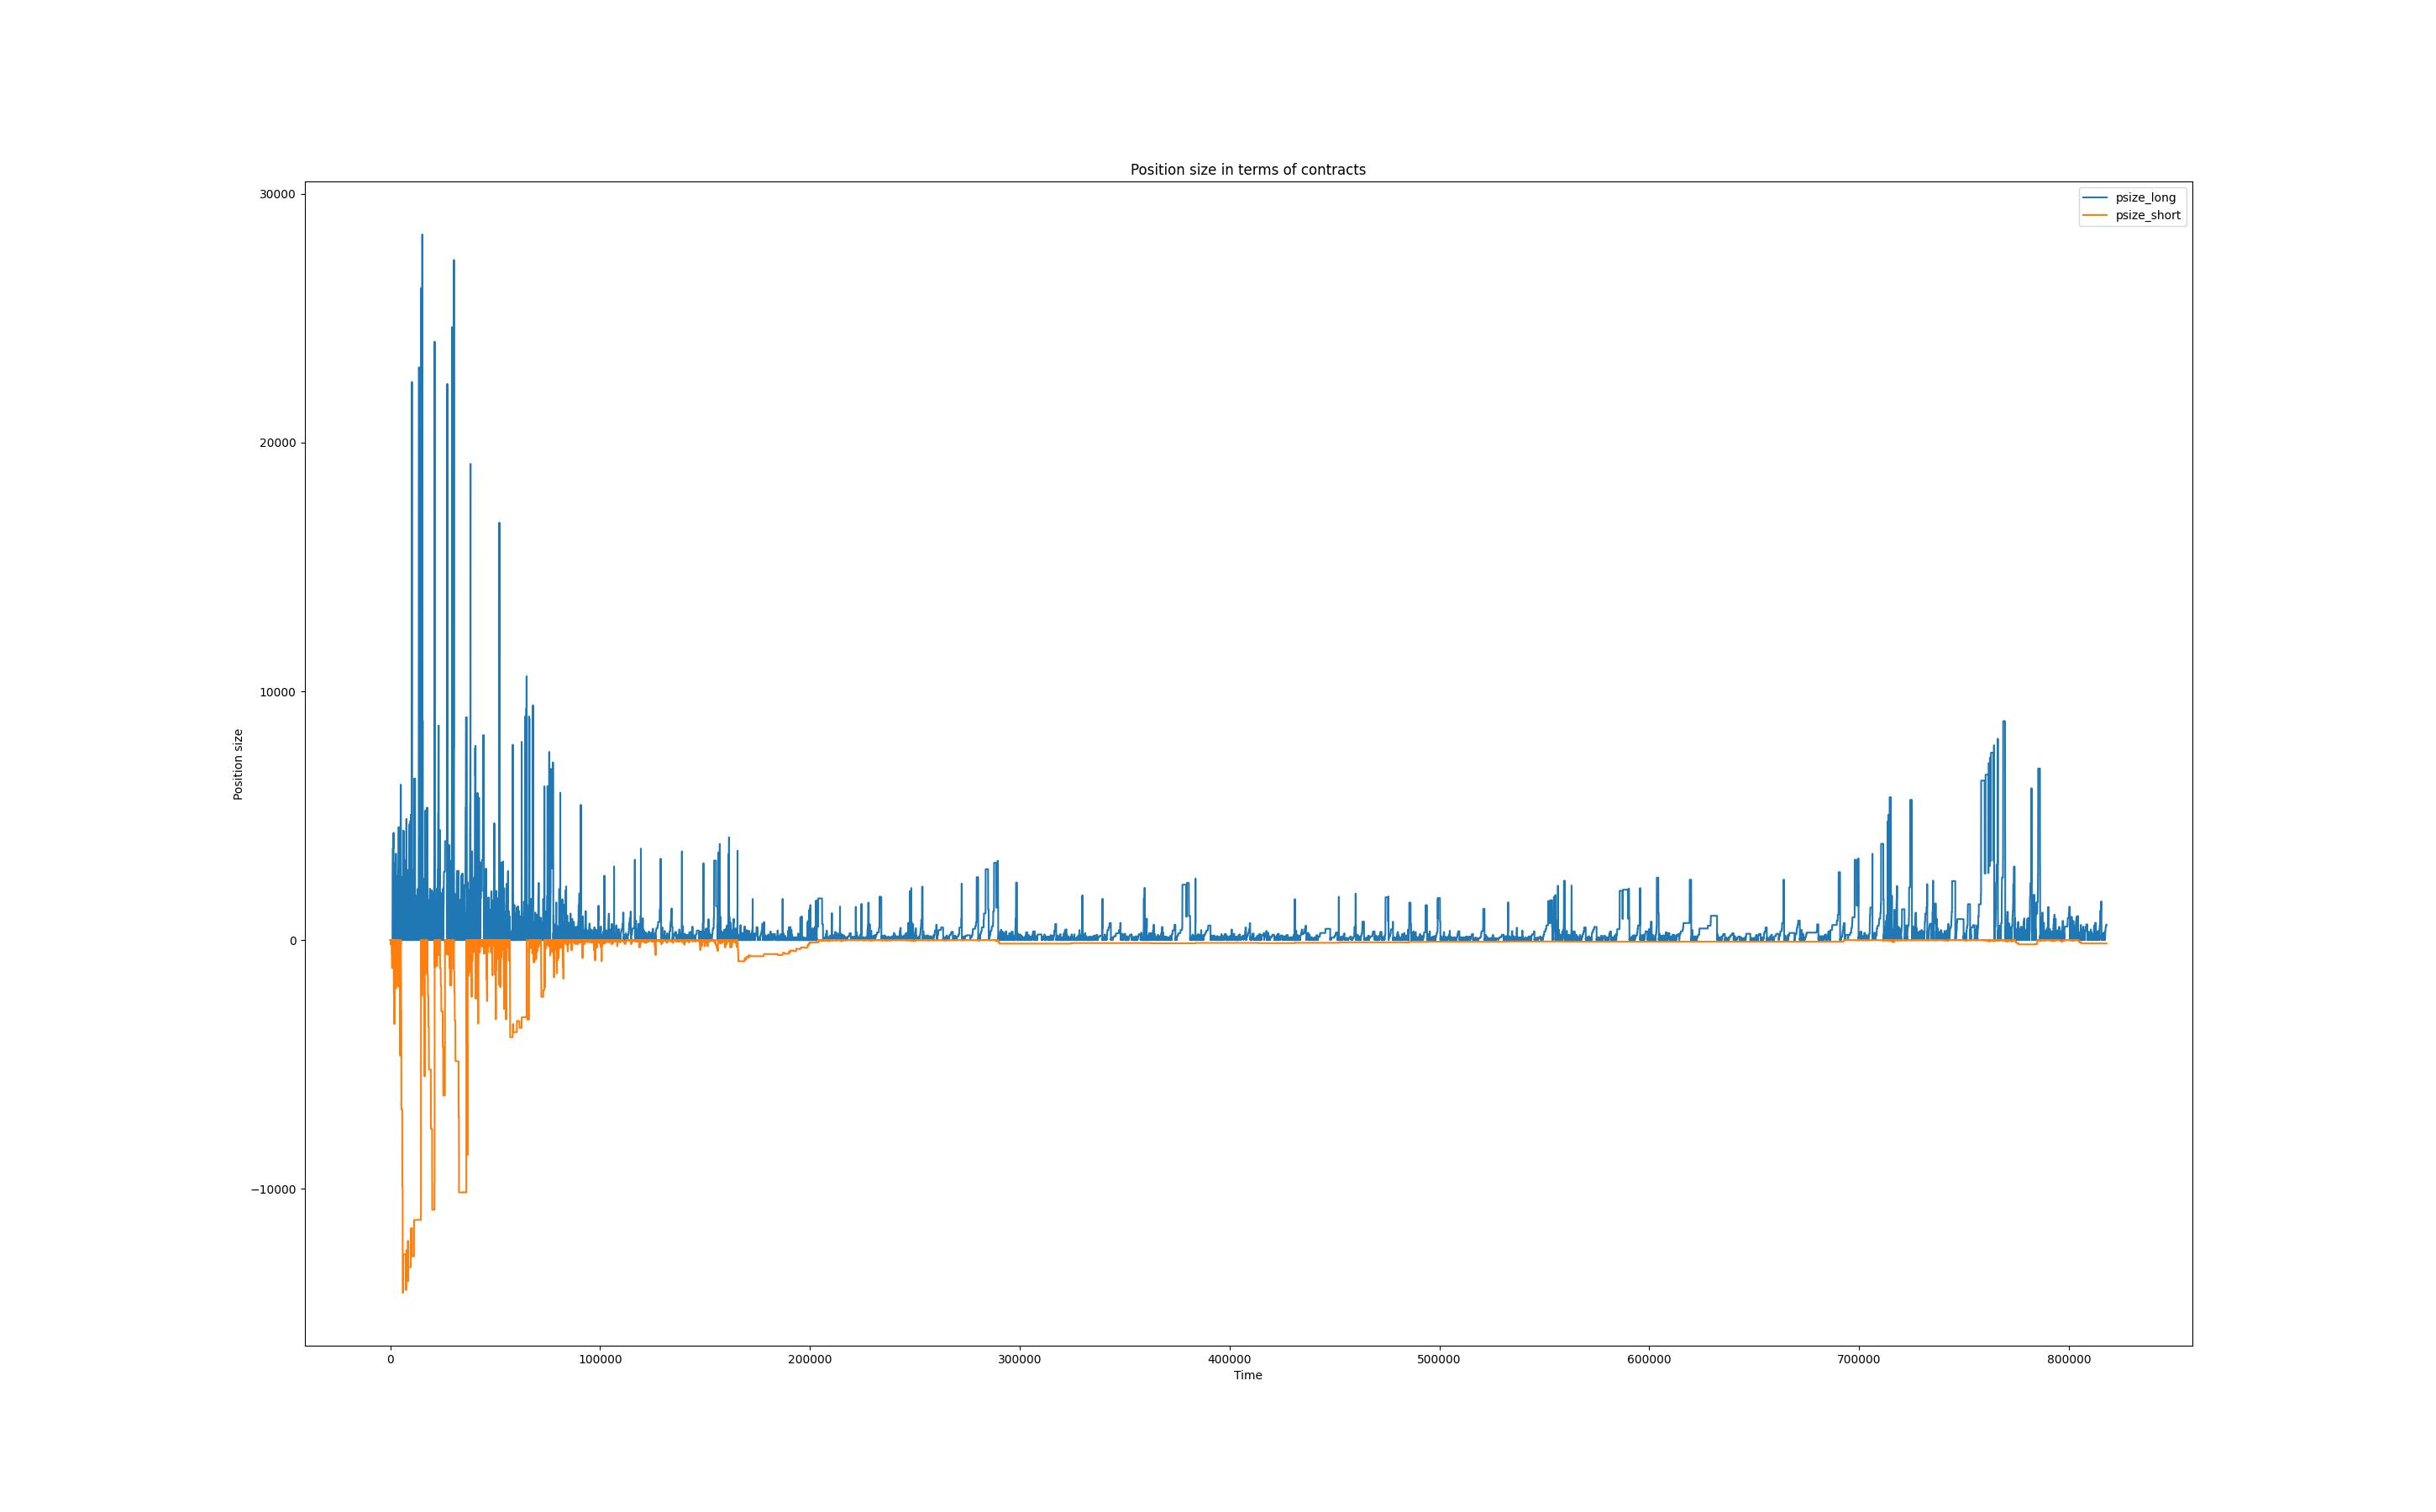 Position size in terms of contracts
psize_long
psize_short
30000
20000
10000
0
−10000
Position size
0 100000 200000 300000 400000 500000 600000 700000 800000
Time